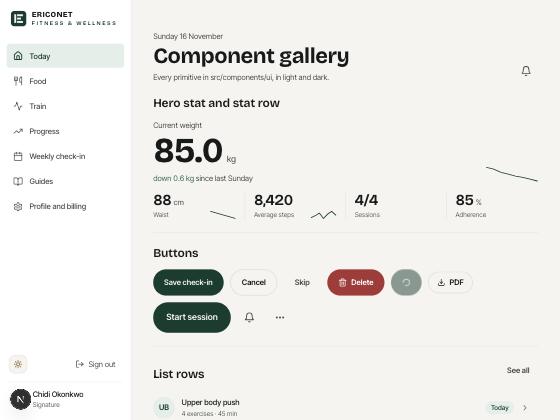 ERICONET
FITNESS & WELLNESS
Today
Food
Train
Progress
Weekly check-in
Guides
Profile and billing
Sign out
Chidi Okonkwo
Signature
Sunday 16 November
Component gallery
Every primitive in src/components/ui, in light and dark.
Hero stat and stat row
Current weight
85.0 kg
down 0.6 kg since last Sunday
88 cm
Waist
8,420
Average steps
4/4
Sessions
85 %
Adherence
Buttons
Save check-in
Cancel
Skip
Delete
PDF
Start session
List rows
See all
UB
Upper body push
4 exercises · 45 min
Today